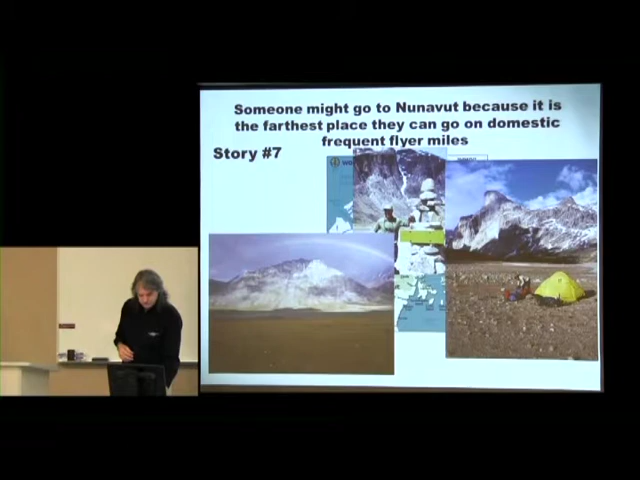 Someone might go to Nunavut because it is
the farthest place they can go on domestic
frequent flyer miles
Story #7